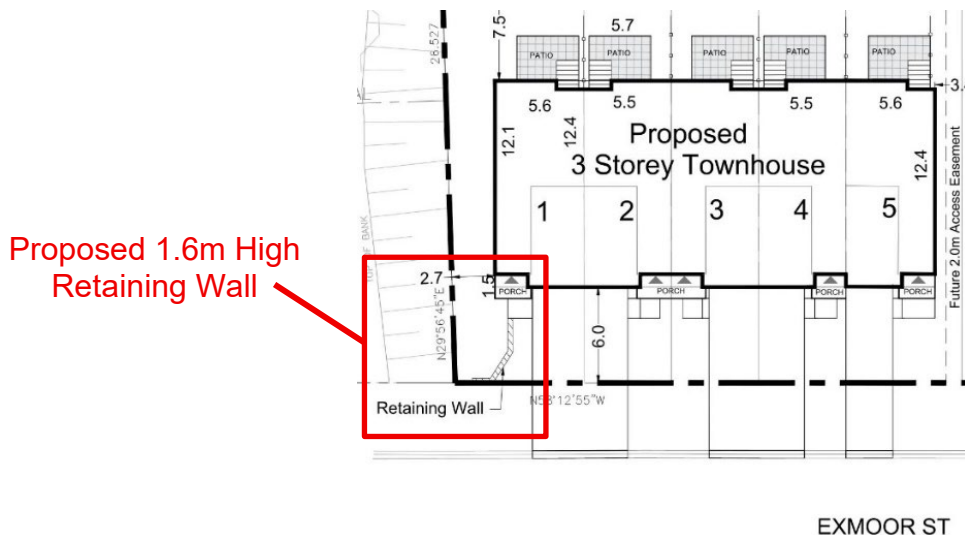 7.5
5.7
PATIO
PATIO
PATIO
PATIO
PATIO
28.527
5.6
5.5
5.5
5.6
3.
12.1
12.4
Proposed
3 Storey Townhouse
12.4
Future 2.0m Access Easement
1
2
3
4
5
OF BANK
Proposed 1.6m High
Retaining Wall
2.7
1.5
PORCH
PORCH
PORCH
PORCH
N29°56'45"E
6.0
Retaining Wall
N58°12'55"W
EXMOOR ST